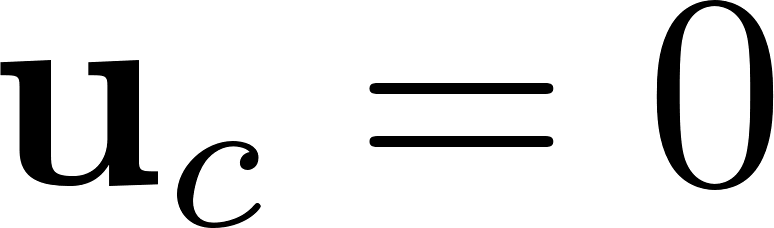 𝐮_c = 0